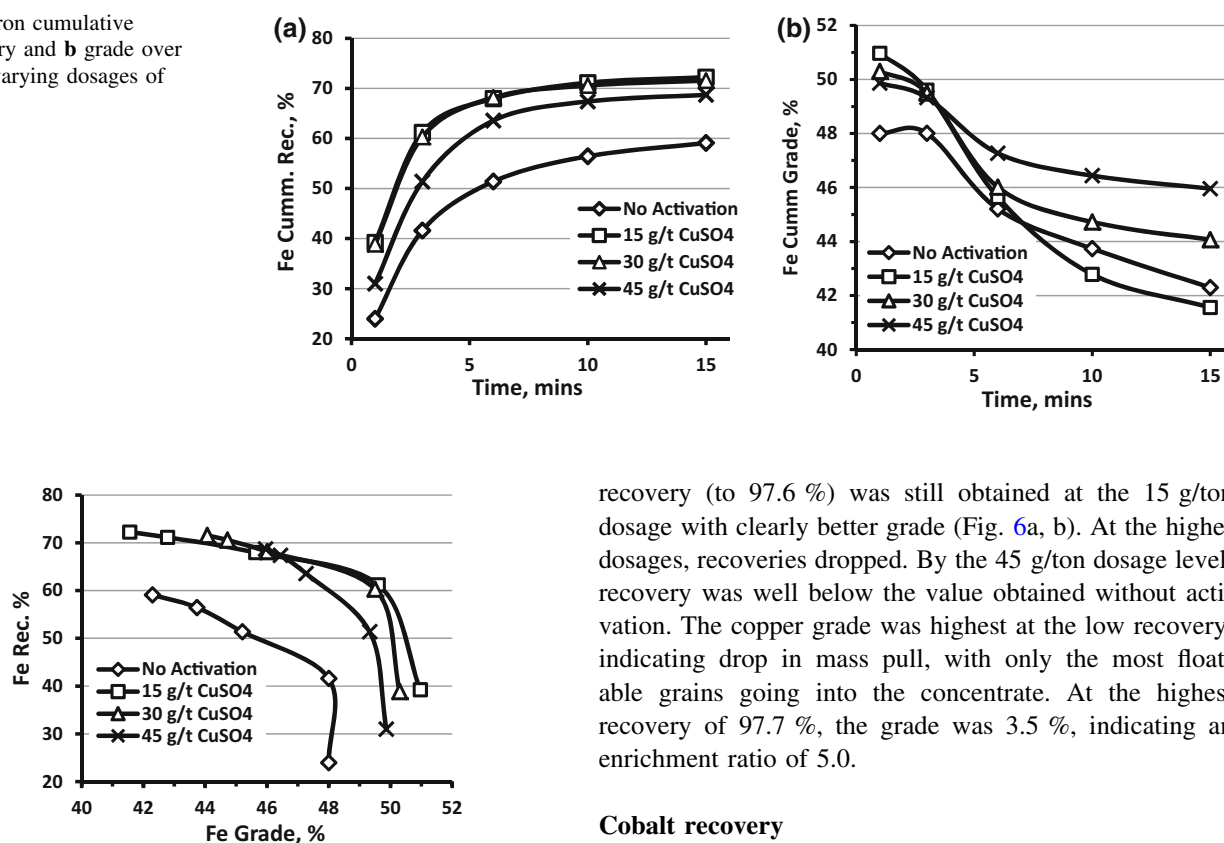 ron cumulative
ry and b grade over
varying dosages of
(a)
80
70
60
50
40
30
20
Fe Cumm. Rec., %
No Activation
15 g/t CuSO4
30 g/t CuSO4
45 g/t CuSO4
0 5 10 15
Time, mins
(b)
52
50
48
46
44
42
40
Fe Cumm Grade, %
No Activation
15 g/t CuSO4
30 g/t CuSO4
45 g/t CuSO4
0 5 10 15
Time, mins
80
70
60
50
40
30
20
Fe Rec. %
No Activation
15 g/t CuSO4
30 g/t CuSO4
45 g/t CuSO4
40 42 44 46 48 50 52
Fe Grade, %
recovery (to 97.6 %) was still obtained at the 15 g/ton
dosage with clearly better grade (Fig. 6a, b). At the highe
dosages, recoveries dropped. By the 45 g/ton dosage level
recovery was well below the value obtained without acti
vation. The copper grade was highest at the low recovery
indicating drop in mass pull, with only the most float
able grains going into the concentrate. At the highes
recovery of 97.7 %, the grade was 3.5 %, indicating an
enrichment ratio of 5.0.
Cobalt recovery